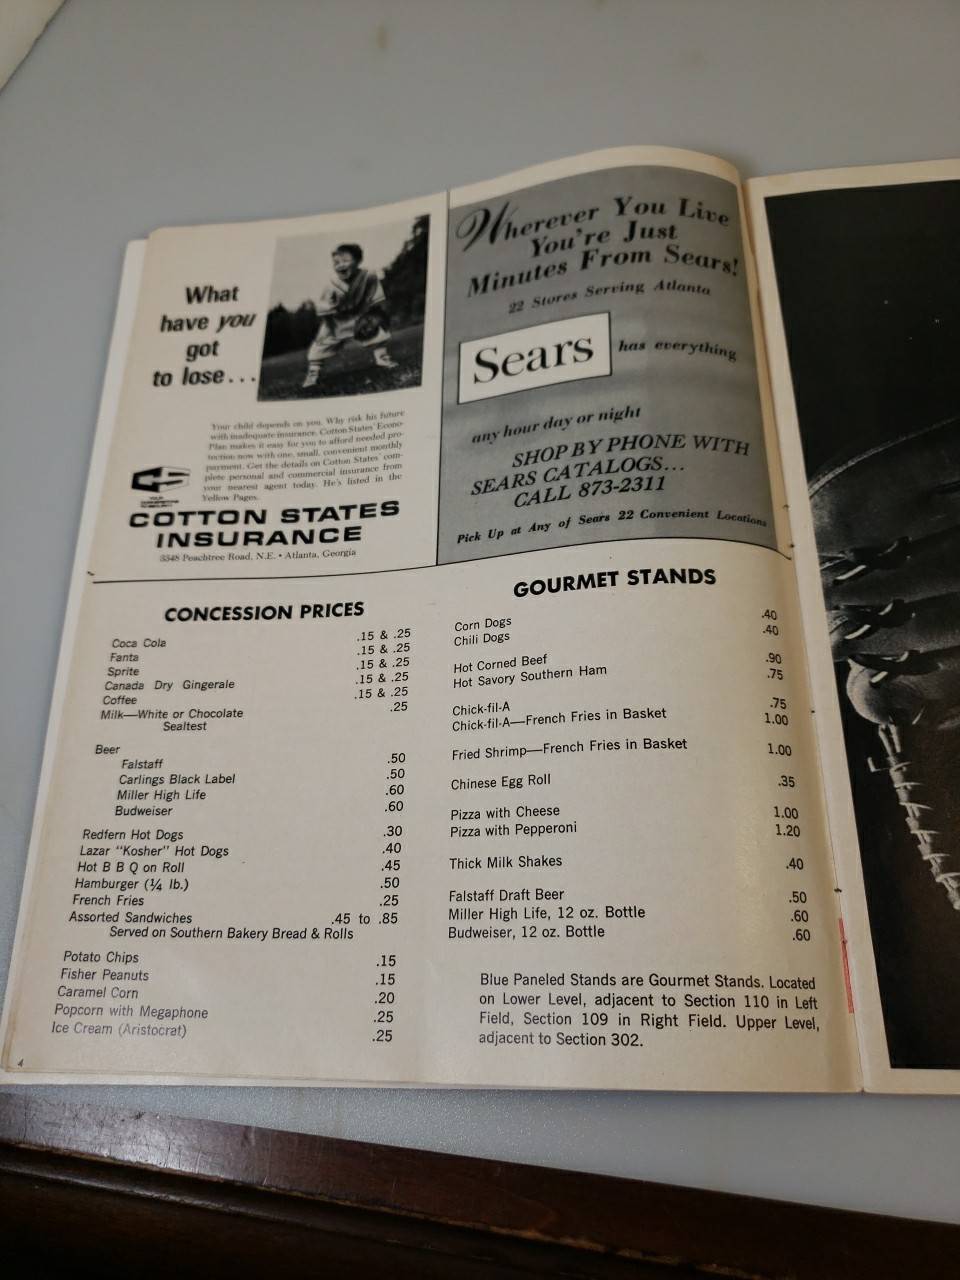 What
have you
got
to lose...
Your child depends on you. Why risk his future
with inadequate insurance. Cotton States' Econo-
Plan makes it easy for you to afford needed pro-
tection now with one, small, convenient monthly
payment. Get the details on Cotton States' com-
plete personal and commercial insurance from
your nearest agent today. He's listed in the
Yellow Pages.
COTTON STATES
INSURANCE
3348 Peachtree Road, N.E. • Atlanta, Georgia
Wherever You Live
You're Just
Minutes From Sears!
22 Stores Serving Atlanta
Sears has everything
any hour day or night
SHOP BY PHONE WITH
SEARS CATALOGS...
CALL 873-2311
Pick Up at Any of Sears 22 Convenient Locations
CONCESSION PRICES
Coca Cola .15 & .25
Fanta .15 & .25
Sprite .15 & .25
Canada Dry Gingerale .15 & .25
Coffee .15 & .25
Milk—White or Chocolate .25
Sealtest
Beer
Falstaff .50
Carlings Black Label .50
Miller High Life .60
Budweiser .60
Redfern Hot Dogs .30
Lazar "Kosher" Hot Dogs .40
Hot B B Q on Roll .45
Hamburger (¼ lb.) .50
French Fries .25
Assorted Sandwiches .45 to .85
Served on Southern Bakery Bread & Rolls
Potato Chips .15
Fisher Peanuts .15
Caramel Corn .20
Popcorn with Megaphone .25
Ice Cream (Aristocrat) .25
4
GOURMET STANDS
Corn Dogs .40
Chili Dogs .40
Hot Corned Beef .90
Hot Savory Southern Ham .75
Chick-fil-A .75
Chick-fil-A—French Fries in Basket 1.00
Fried Shrimp—French Fries in Basket 1.00
Chinese Egg Roll .35
Pizza with Cheese 1.00
Pizza with Pepperoni 1.20
Thick Milk Shakes .40
Falstaff Draft Beer .50
Miller High Life, 12 oz. Bottle .60
Budweiser, 12 oz. Bottle .60
Blue Paneled Stands are Gourmet Stands. Located
on Lower Level, adjacent to Section 110 in Left
Field, Section 109 in Right Field. Upper Level,
adjacent to Section 302.